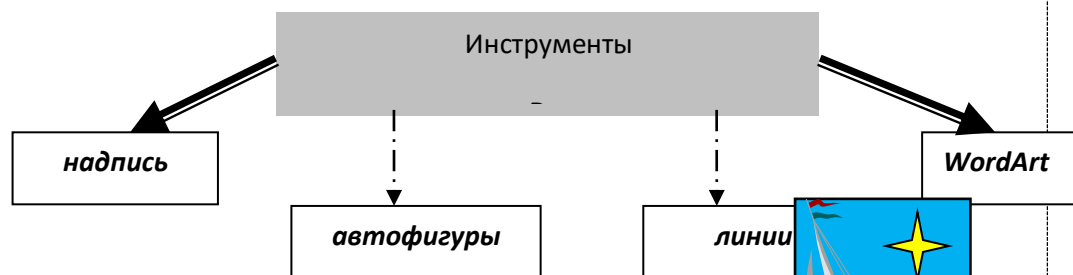 Инструменты
надпись
WordArt
автофигуры
линии